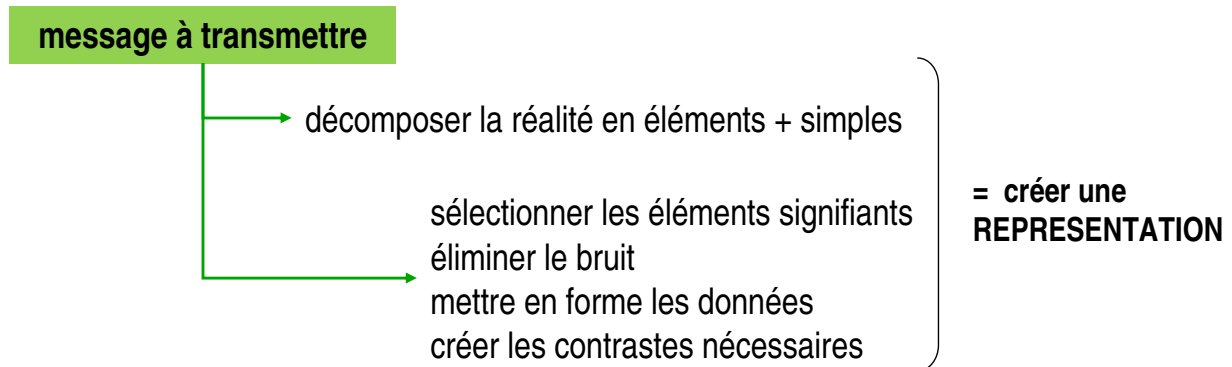 message à transmettre
décomposer la réalité en éléments + simples
sélectionner les éléments signifiants
éliminer le bruit
mettre en forme les données
créer les contrastes nécessaires
= créer une
REPRESENTATION